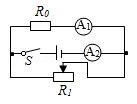 R₀ A₁
S A₂
R₁